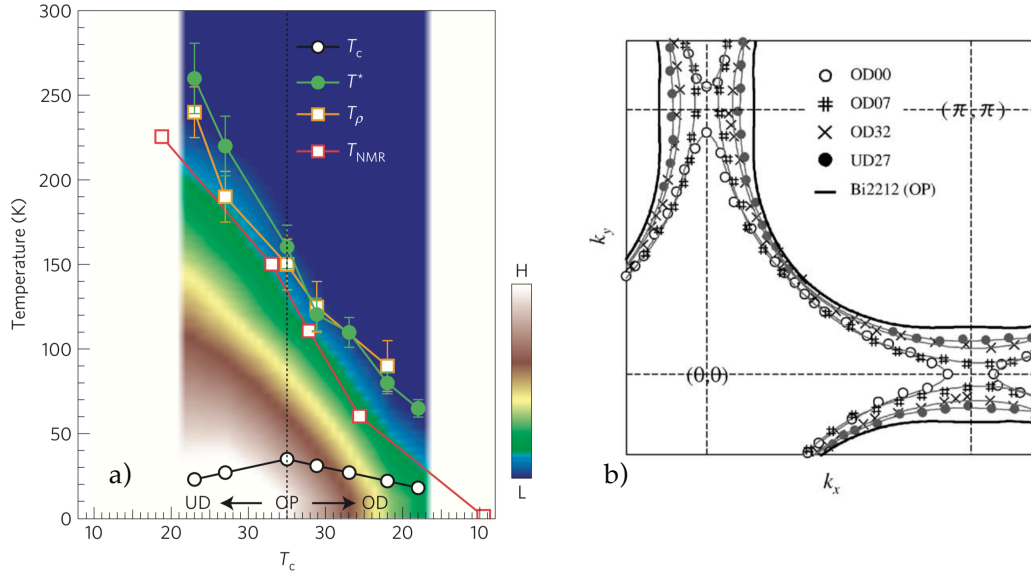 300
250
200
150
100
50
0
Temperature (K)
T_c
T*
T_ρ
T_NMR
H
L
a)
UD ← OP → OD
10 20 30 30 20 10
T_c
OD00
OD07
OD32
UD27
Bi2212 (OP)
(π, π)
(0,0)
k_y
k_x
b)